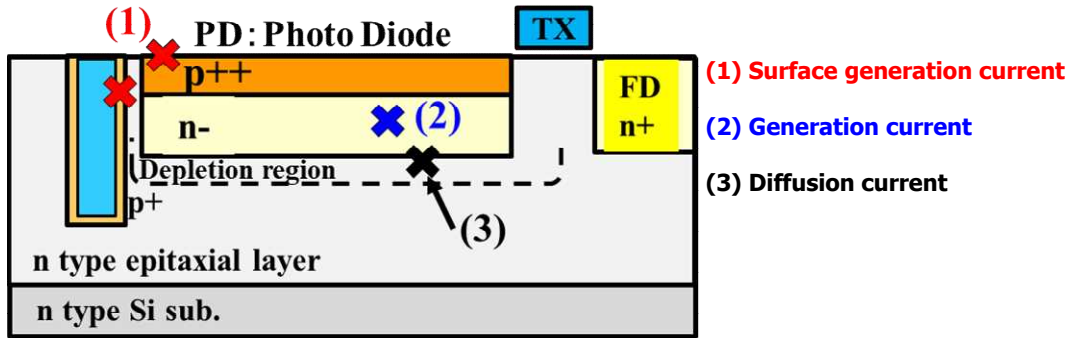 (1)
PD：Photo Diode
TX
p++
FD
n+
n-
(2)
Depletion region
p+
(3)
n type epitaxial layer
n type Si sub.
(1) Surface generation current
(2) Generation current
(3) Diffusion current